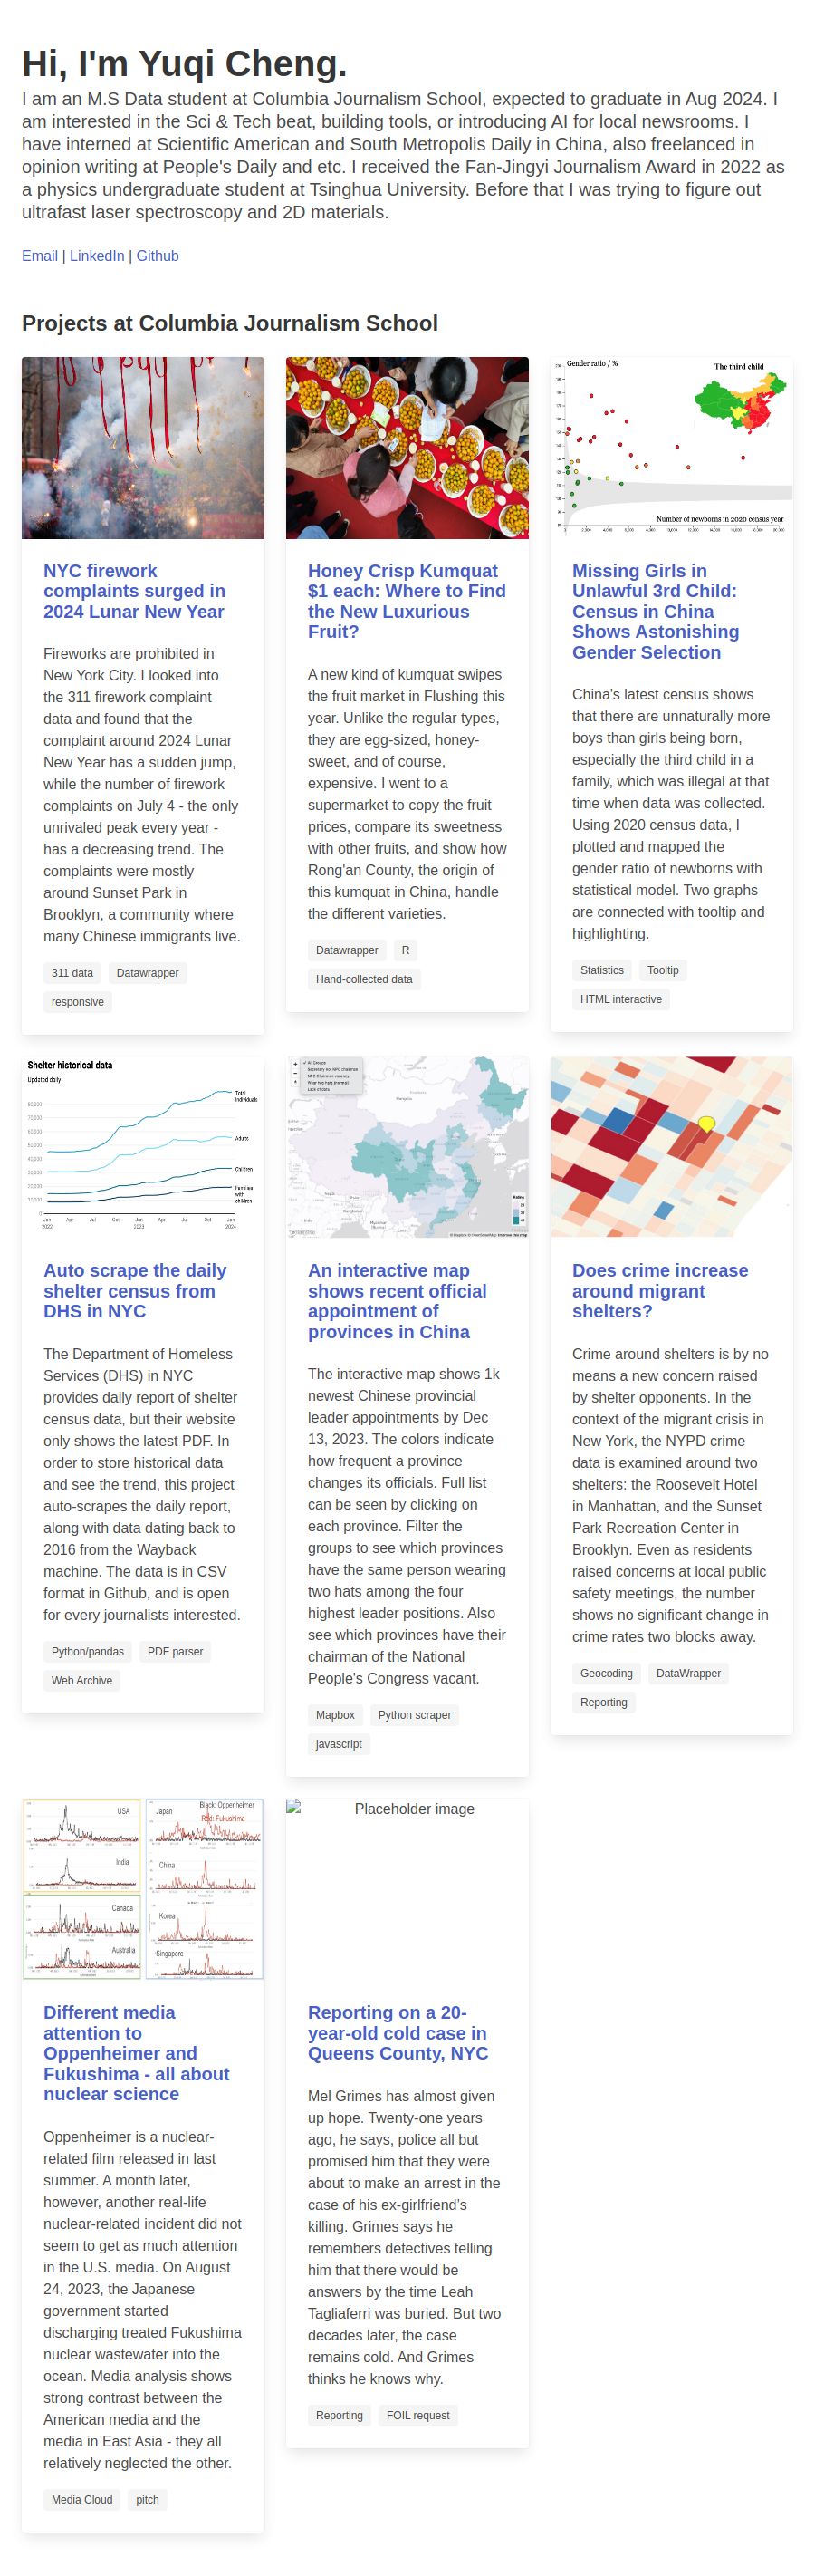 Hi, I'm Yuqi Cheng.
I am an M.S Data student at Columbia Journalism School, expected to graduate in Aug 2024. I
am interested in the Sci & Tech beat, building tools, or introducing AI for local newsrooms. I
have interned at Scientific American and South Metropolis Daily in China, also freelanced in
opinion writing at People's Daily and etc. I received the Fan-Jingyi Journalism Award in 2022 as
a physics undergraduate student at Tsinghua University. Before that I was trying to figure out
ultrafast laser spectroscopy and 2D materials.
Email | LinkedIn | Github
Projects at Columbia Journalism School
NYC firework
complaints surged in
2024 Lunar New Year
Fireworks are prohibited in
New York City. I looked into
the 311 firework complaint
data and found that the
complaint around 2024 Lunar
New Year has a sudden jump,
while the number of firework
complaints on July 4 - the only
unrivaled peak every year -
has a decreasing trend. The
complaints were mostly
around Sunset Park in
Brooklyn, a community where
many Chinese immigrants live.
311 data Datawrapper
responsive
Honey Crisp Kumquat
$1 each: Where to Find
the New Luxurious
Fruit?
A new kind of kumquat swipes
the fruit market in Flushing this
year. Unlike the regular types,
they are egg-sized, honey-
sweet, and of course,
expensive. I went to a
supermarket to copy the fruit
prices, compare its sweetness
with other fruits, and show how
Rong'an County, the origin of
this kumquat in China, handle
the different varieties.
Datawrapper R
Hand-collected data
Gender ratio / %
The third child
Number of newborns in 2020 census year
Missing Girls in
Unlawful 3rd Child:
Census in China
Shows Astonishing
Gender Selection
China's latest census shows
that there are unnaturally more
boys than girls being born,
especially the third child in a
family, which was illegal at that
time when data was collected.
Using 2020 census data, I
plotted and mapped the
gender ratio of newborns with
statistical model. Two graphs
are connected with tooltip and
highlighting.
Statistics Tooltip
HTML interactive
Shelter historical data
Updated daily
Total
individuals
Adults
Children
Families
with
children
80,000
70,000
60,000
50,000
40,000
30,000
20,000
10,000
0
Jan Apr Jul Oct Jan Apr Jul Oct Jan
2022 2023 2024
Auto scrape the daily
shelter census from
DHS in NYC
The Department of Homeless
Services (DHS) in NYC
provides daily report of shelter
census data, but their website
only shows the latest PDF. In
order to store historical data
and see the trend, this project
auto-scrapes the daily report,
along with data dating back to
2016 from the Wayback
machine. The data is in CSV
format in Github, and is open
for every journalists interested.
Python/pandas PDF parser
Web Archive
An interactive map
shows recent official
appointment of
provinces in China
The interactive map shows 1k
newest Chinese provincial
leader appointments by Dec
13, 2023. The colors indicate
how frequent a province
changes its officials. Full list
can be seen by clicking on
each province. Filter the
groups to see which provinces
have the same person wearing
two hats among the four
highest leader positions. Also
see which provinces have their
chairman of the National
People's Congress vacant.
Mapbox Python scraper
javascript
Does crime increase
around migrant
shelters?
Crime around shelters is by no
means a new concern raised
by shelter opponents. In the
context of the migrant crisis in
New York, the NYPD crime
data is examined around two
shelters: the Roosevelt Hotel
in Manhattan, and the Sunset
Park Recreation Center in
Brooklyn. Even as residents
raised concerns at local public
safety meetings, the number
shows no significant change in
crime rates two blocks away.
Geocoding DataWrapper
Reporting
USA
India
Canada
Australia
Japan
Black: Oppenheimer
Red: Fukushima
China
Korea
Singapore
Different media
attention to
Oppenheimer and
Fukushima - all about
nuclear science
Oppenheimer is a nuclear-
related film released in last
summer. A month later,
however, another real-life
nuclear-related incident did not
seem to get as much attention
in the U.S. media. On August
24, 2023, the Japanese
government started
discharging treated Fukushima
nuclear wastewater into the
ocean. Media analysis shows
strong contrast between the
American media and the
media in East Asia - they all
relatively neglected the other.
Media Cloud pitch
Placeholder image
Reporting on a 20-
year-old cold case in
Queens County, NYC
Mel Grimes has almost given
up hope. Twenty-one years
ago, he says, police all but
promised him that they were
about to make an arrest in the
case of his ex-girlfriend's
killing. Grimes says he
remembers detectives telling
him that there would be
answers by the time Leah
Tagliaferri was buried. But two
decades later, the case
remains cold. And Grimes
thinks he knows why.
Reporting FOIL request